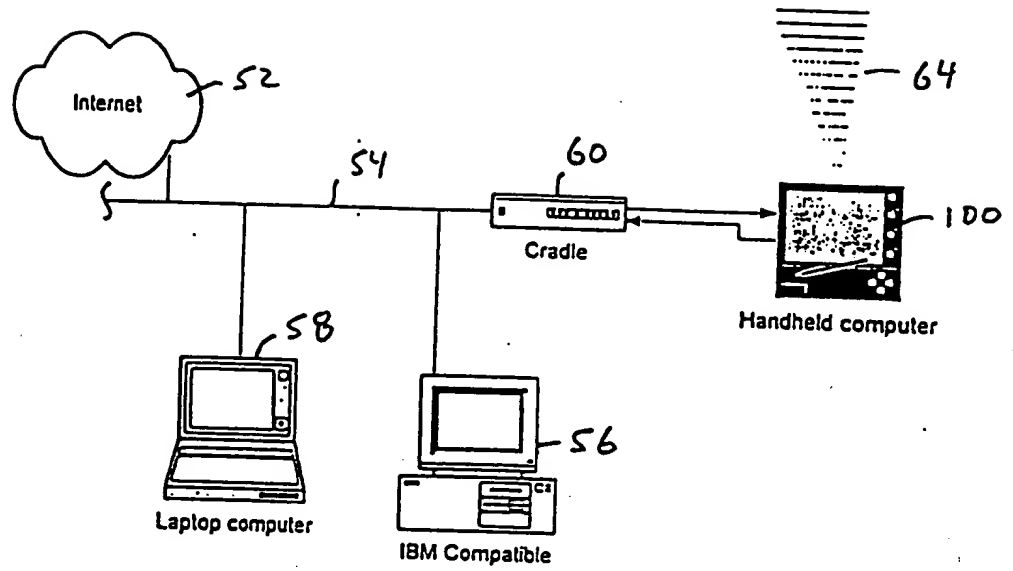 Internet
52
54
60
64
100
Cradle
Handheld computer
58
56
Laptop computer
IBM Compatible